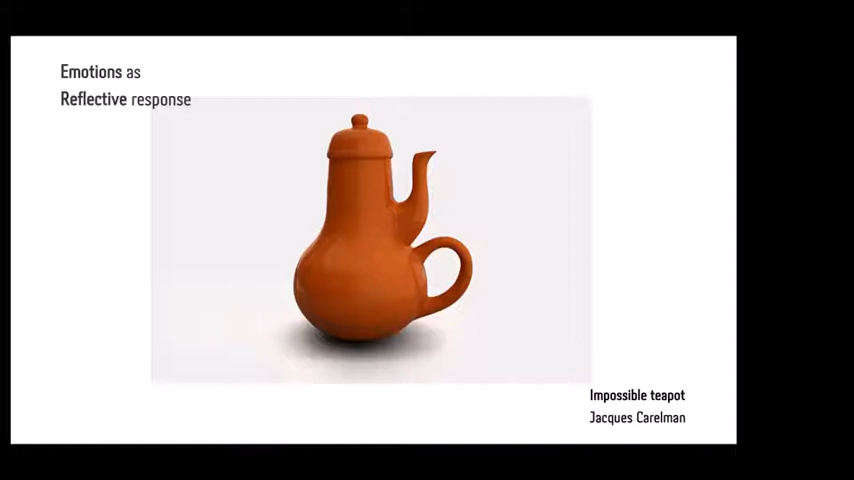 Emotions as
Reflective response
Impossible teapot
Jacques Carelman